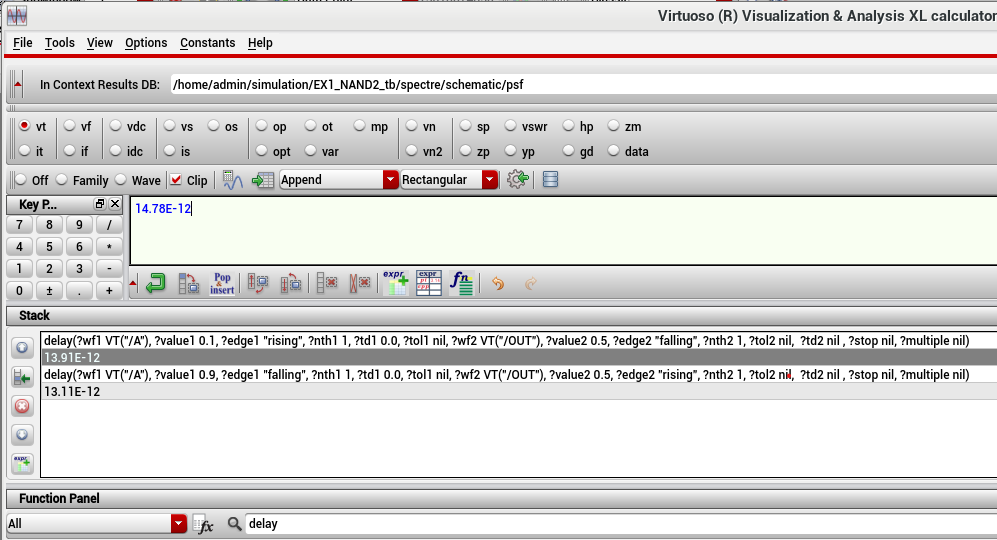 Virtuoso (R) Visualization & Analysis XL calculator
File Tools View Options Constants Help
In Context Results DB: /home/admin/simulation/EX1_NAND2_tb/spectre/schematic/psf
vt vf vdc vs os op ot mp vn sp vswr hp zm
it if idc is opt var vn2 zp yp gd data
Off Family Wave Clip Append Rectangular
Key P...
14.78E-12
7 8 9 /
4 5 6 *
1 2 3 -
0 ± . +
Pop & insert expr expr fn
Stack
delay(?wf1 VT("/A"), ?value1 0.1, ?edge1 "rising", ?nth1 1, ?td1 0.0, ?tol1 nil, ?wf2 VT("/OUT"), ?value2 0.5, ?edge2 "falling", ?nth2 1, ?tol2 nil, ?td2 nil , ?stop nil, ?multiple nil)
13.91E-12
delay(?wf1 VT("/A"), ?value1 0.9, ?edge1 "falling", ?nth1 1, ?td1 0.0, ?tol1 nil, ?wf2 VT("/OUT"), ?value2 0.5, ?edge2 "rising", ?nth2 1, ?tol2 nil, ?td2 nil , ?stop nil, ?multiple nil)
13.11E-12
expr
Function Panel
All fx delay